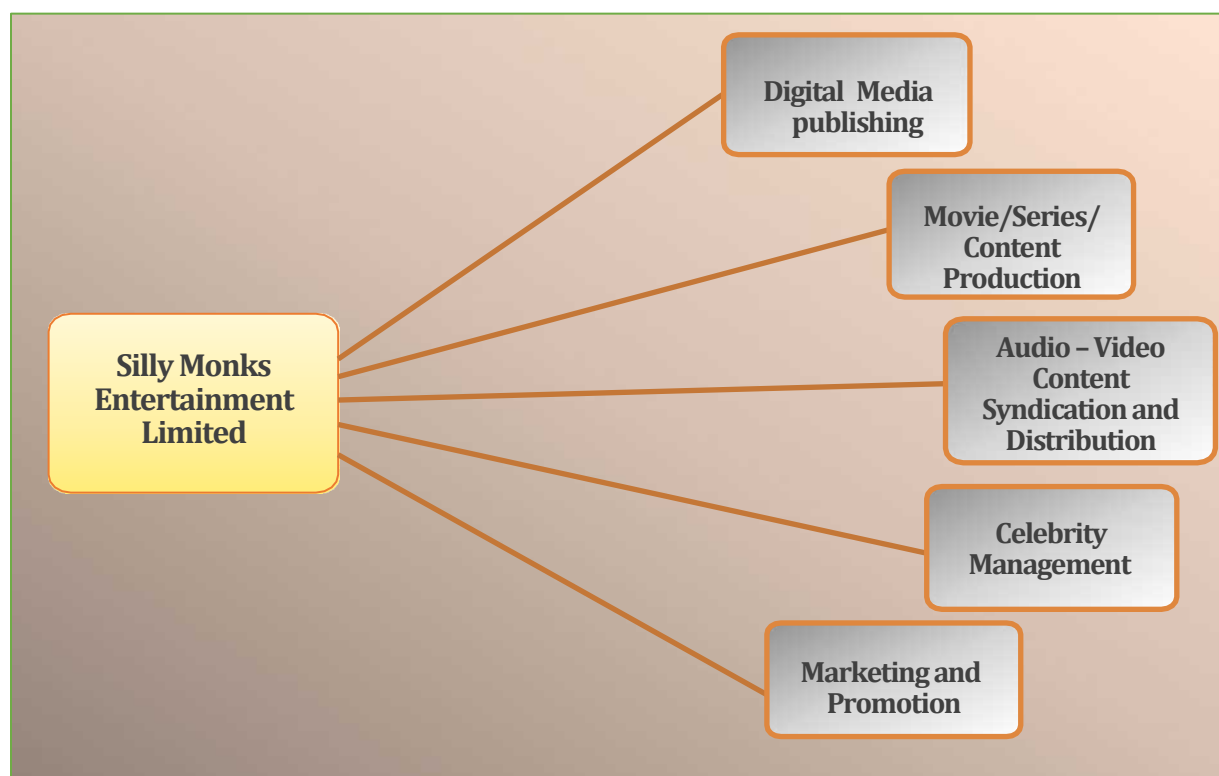 Digital Media
publishing
Movie/Series/
Content
Production
Silly Monks
Entertainment
Limited
Audio – Video
Content
Syndication and
Distribution
Celebrity
Management
Marketing and
Promotion